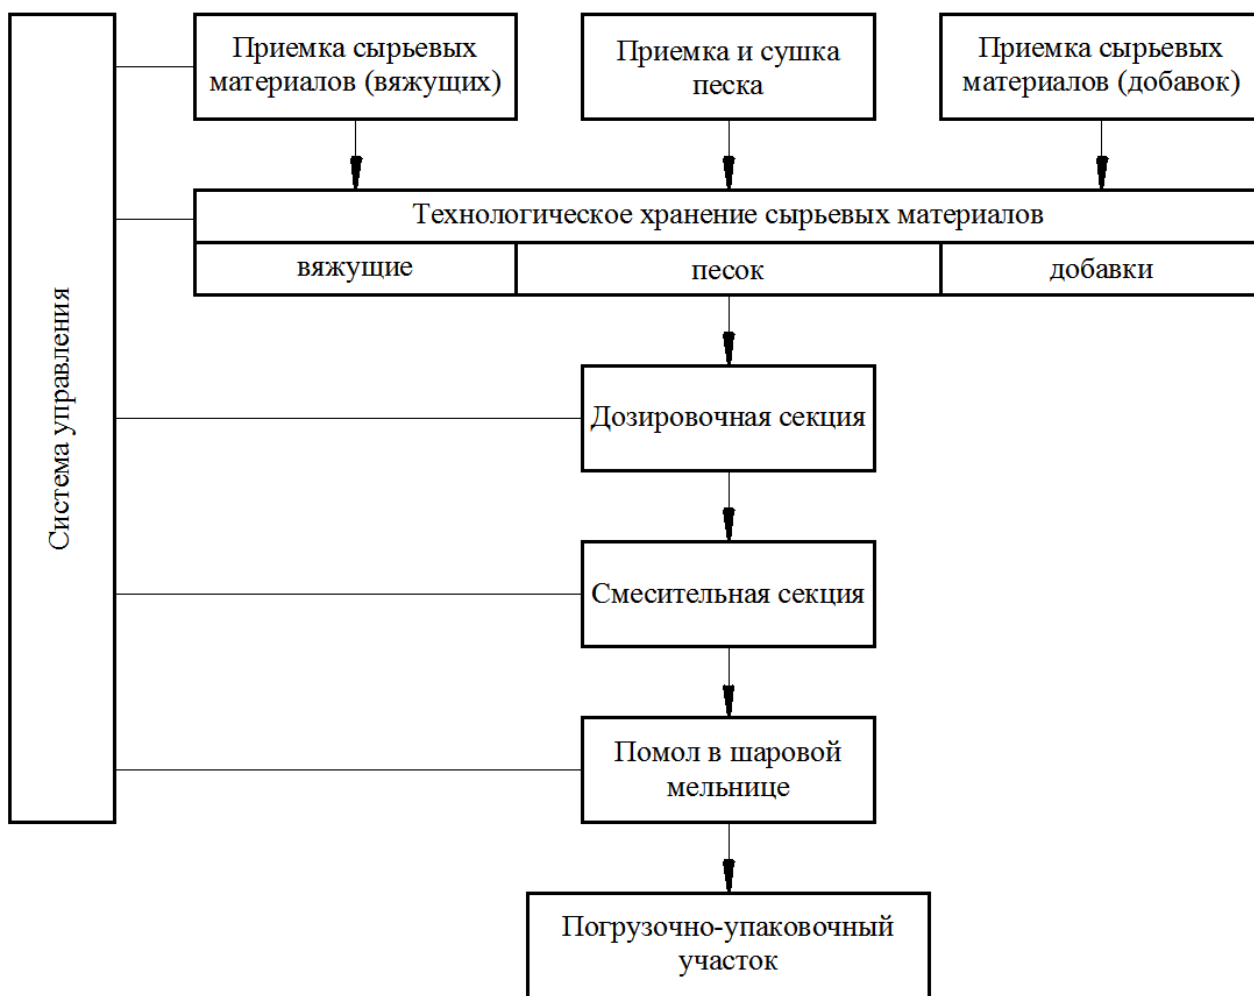 Система управления
Приемка сырьевых
материалов (вяжущих)
Приемка и сушка
песка
Приемка сырьевых
материалов (добавок)
Технологическое хранение сырьевых материалов
вяжущие
песок
добавки
Дозировочная секция
Смесительная секция
Помол в шаровой
мельнице
Погрузочно-упаковочный
участок